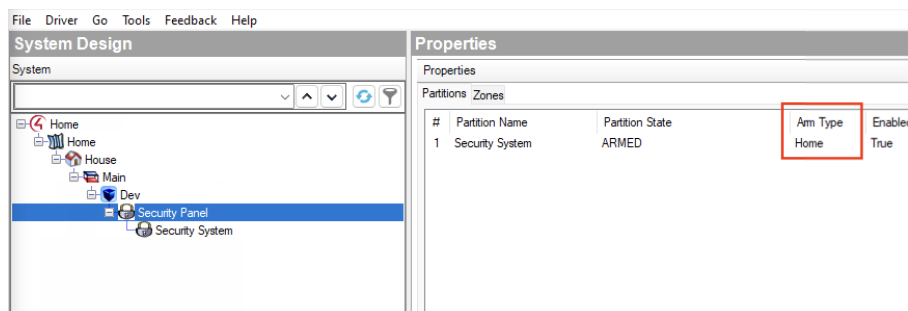 File Driver Go Tools Feedback Help
System Design
System
Home
Home
House
Main
Dev
Security Panel
Security System
Properties
Properties
Partitions Zones
# Partition Name Partition State Arm Type Enabled
1 Security System ARMED Home True